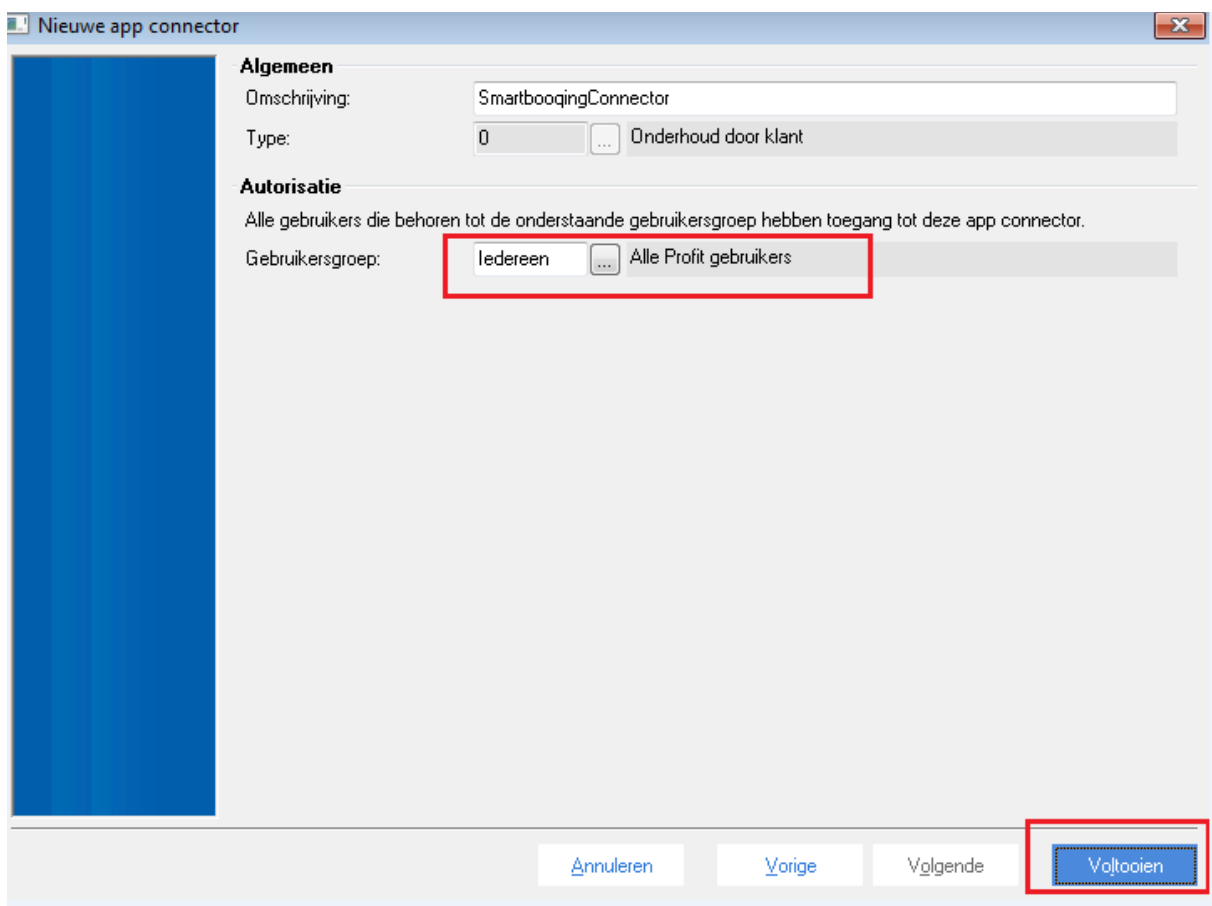 Nieuwe app connector
Algemeen
Omschrijving: SmartbooqingConnector
Type: 0 ... Onderhoud door klant
Autorisatie
Alle gebruikers die behoren tot de onderstaande gebruikersgroep hebben toegang tot deze app connector.
Gebruikersgroep: Iedereen ... Alle Profit gebruikers
Annuleren Vorige Volgende Voltooien